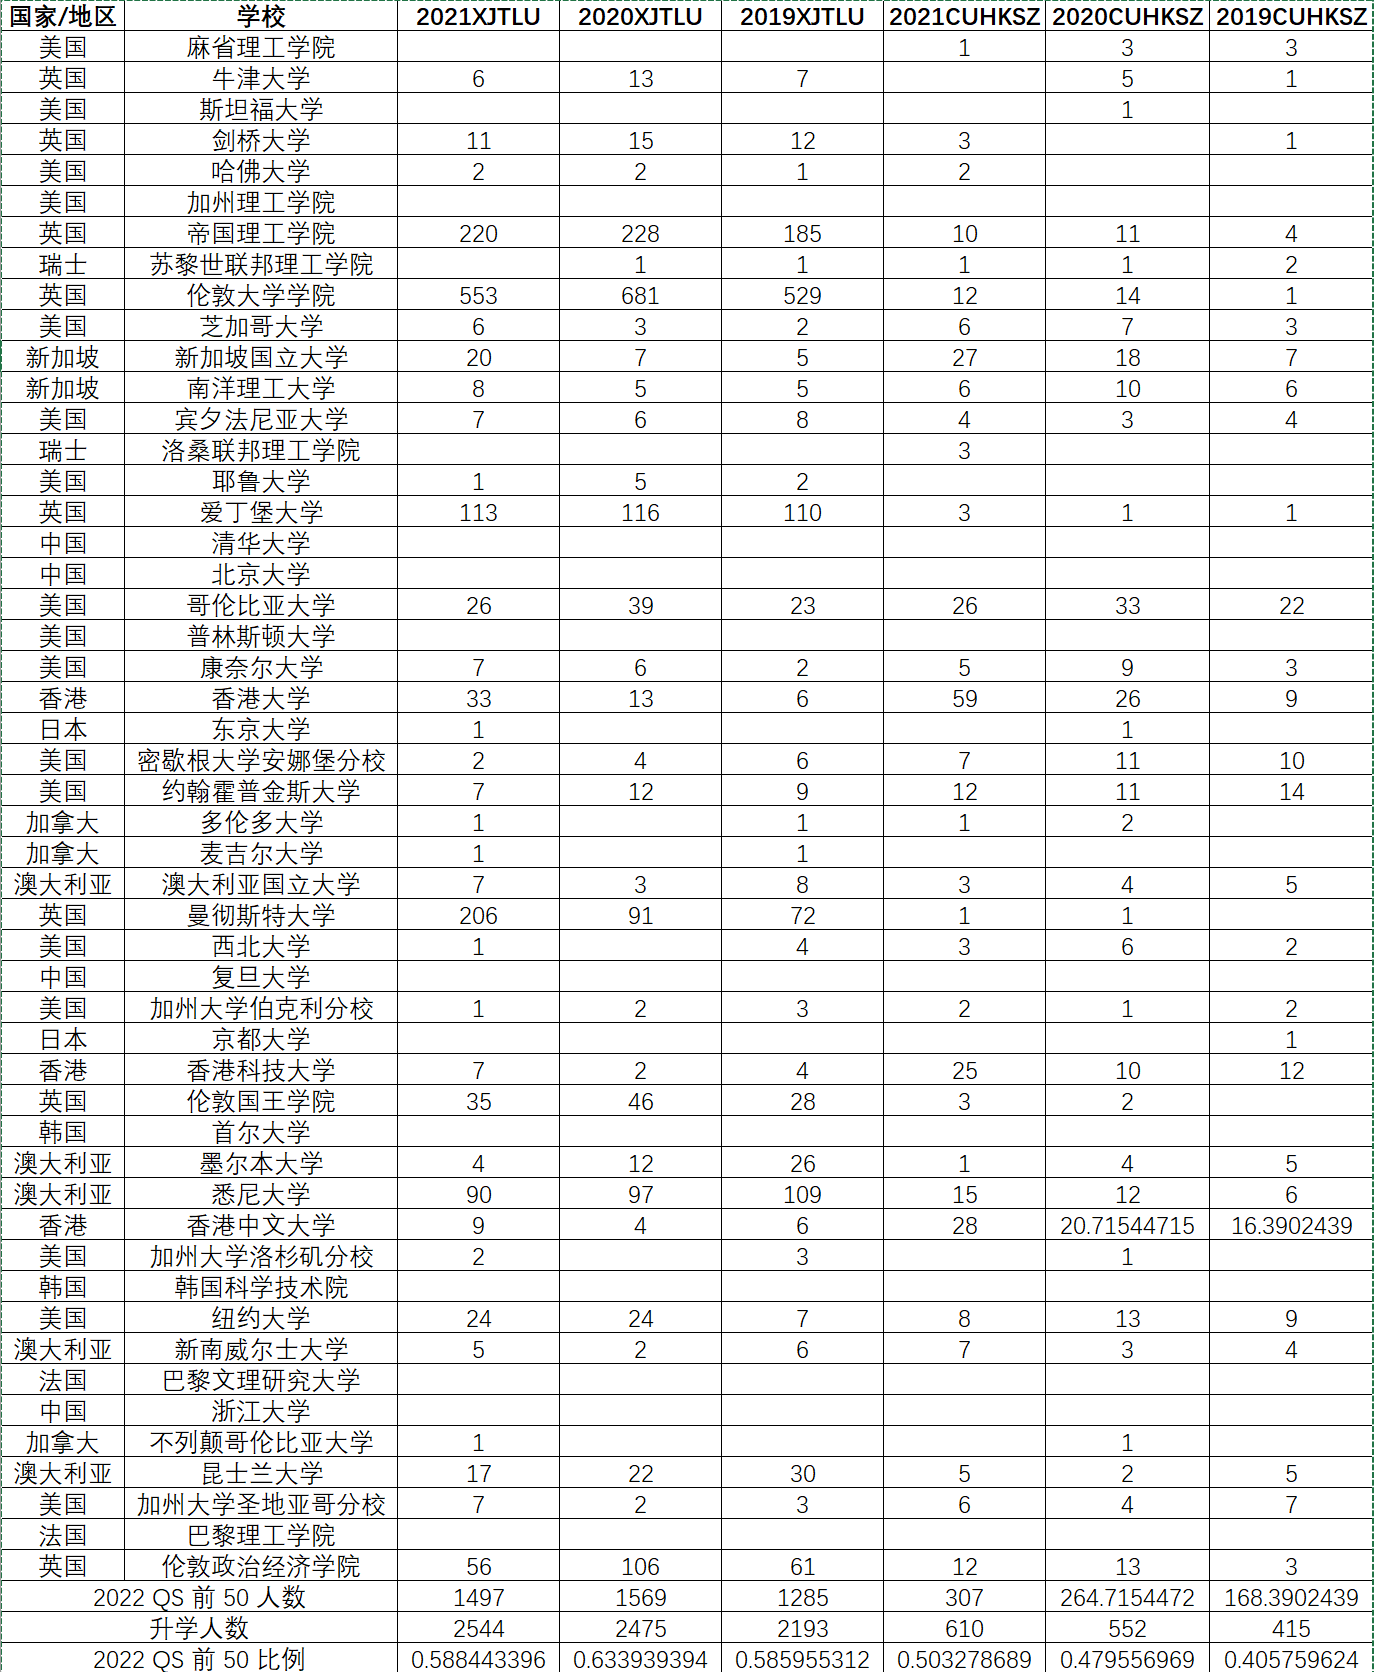 国家/地区 学校 2021XJTLU 2020XJTLU 2019XJTLU 2021CUHKSZ 2020CUHKSZ 2019CUHKSZ
美国 麻省理工学院 1 3 3
英国 牛津大学 6 13 7 5 1
美国 斯坦福大学 1
英国 剑桥大学 11 15 12 3 1
美国 哈佛大学 2 2 1 2
美国 加州理工学院
英国 帝国理工学院 220 228 185 10 11 4
瑞士 苏黎世联邦理工学院 1 1 1 1 2
英国 伦敦大学学院 553 681 529 12 14 1
美国 芝加哥大学 6 3 2 6 7 3
新加坡 新加坡国立大学 20 7 5 27 18 7
新加坡 南洋理工大学 8 5 5 6 10 6
美国 宾夕法尼亚大学 7 6 8 4 3 4
瑞士 洛桑联邦理工学院 3
美国 耶鲁大学 1 5 2
英国 爱丁堡大学 113 116 110 3 1 1
中国 清华大学
中国 北京大学
美国 哥伦比亚大学 26 39 23 26 33 22
美国 普林斯顿大学
美国 康奈尔大学 7 6 2 5 9 3
香港 香港大学 33 13 6 59 26 9
日本 东京大学 1 1
美国 密歇根大学安娜堡分校 2 4 6 7 11 10
美国 约翰霍普金斯大学 7 12 9 12 11 14
加拿大 多伦多大学 1 1 1 2
加拿大 麦吉尔大学 1 1
澳大利亚 澳大利亚国立大学 7 3 8 3 4 5
英国 曼彻斯特大学 206 91 72 1 1
美国 西北大学 1 4 3 6 2
中国 复旦大学
美国 加州大学伯克利分校 1 2 3 2 1 2
日本 京都大学 1
香港 香港科技大学 7 2 4 25 10 12
英国 伦敦国王学院 35 46 28 3 2
韩国 首尔大学
澳大利亚 墨尔本大学 4 12 26 1 4 5
澳大利亚 悉尼大学 90 97 109 15 12 6
香港 香港中文大学 9 4 6 28 20.71544715 16.3902439
美国 加州大学洛杉矶分校 2 3 1
韩国 韩国科学技术院
美国 纽约大学 24 24 7 8 13 9
澳大利亚 新南威尔士大学 5 2 6 7 3 4
法国 巴黎文理研究大学
中国 浙江大学
加拿大 不列颠哥伦比亚大学 1 1
澳大利亚 昆士兰大学 17 22 30 5 2 5
美国 加州大学圣地亚哥分校 7 2 3 6 4 7
法国 巴黎理工学院
英国 伦敦政治经济学院 56 106 61 12 13 3
2022 QS 前 50 人数 1497 1569 1285 307 264.7154472 168.3902439
升学人数 2544 2475 2193 610 552 415
2022 QS 前 50 比例 0.588443396 0.633939394 0.585955312 0.503278689 0.479556969 0.405759624